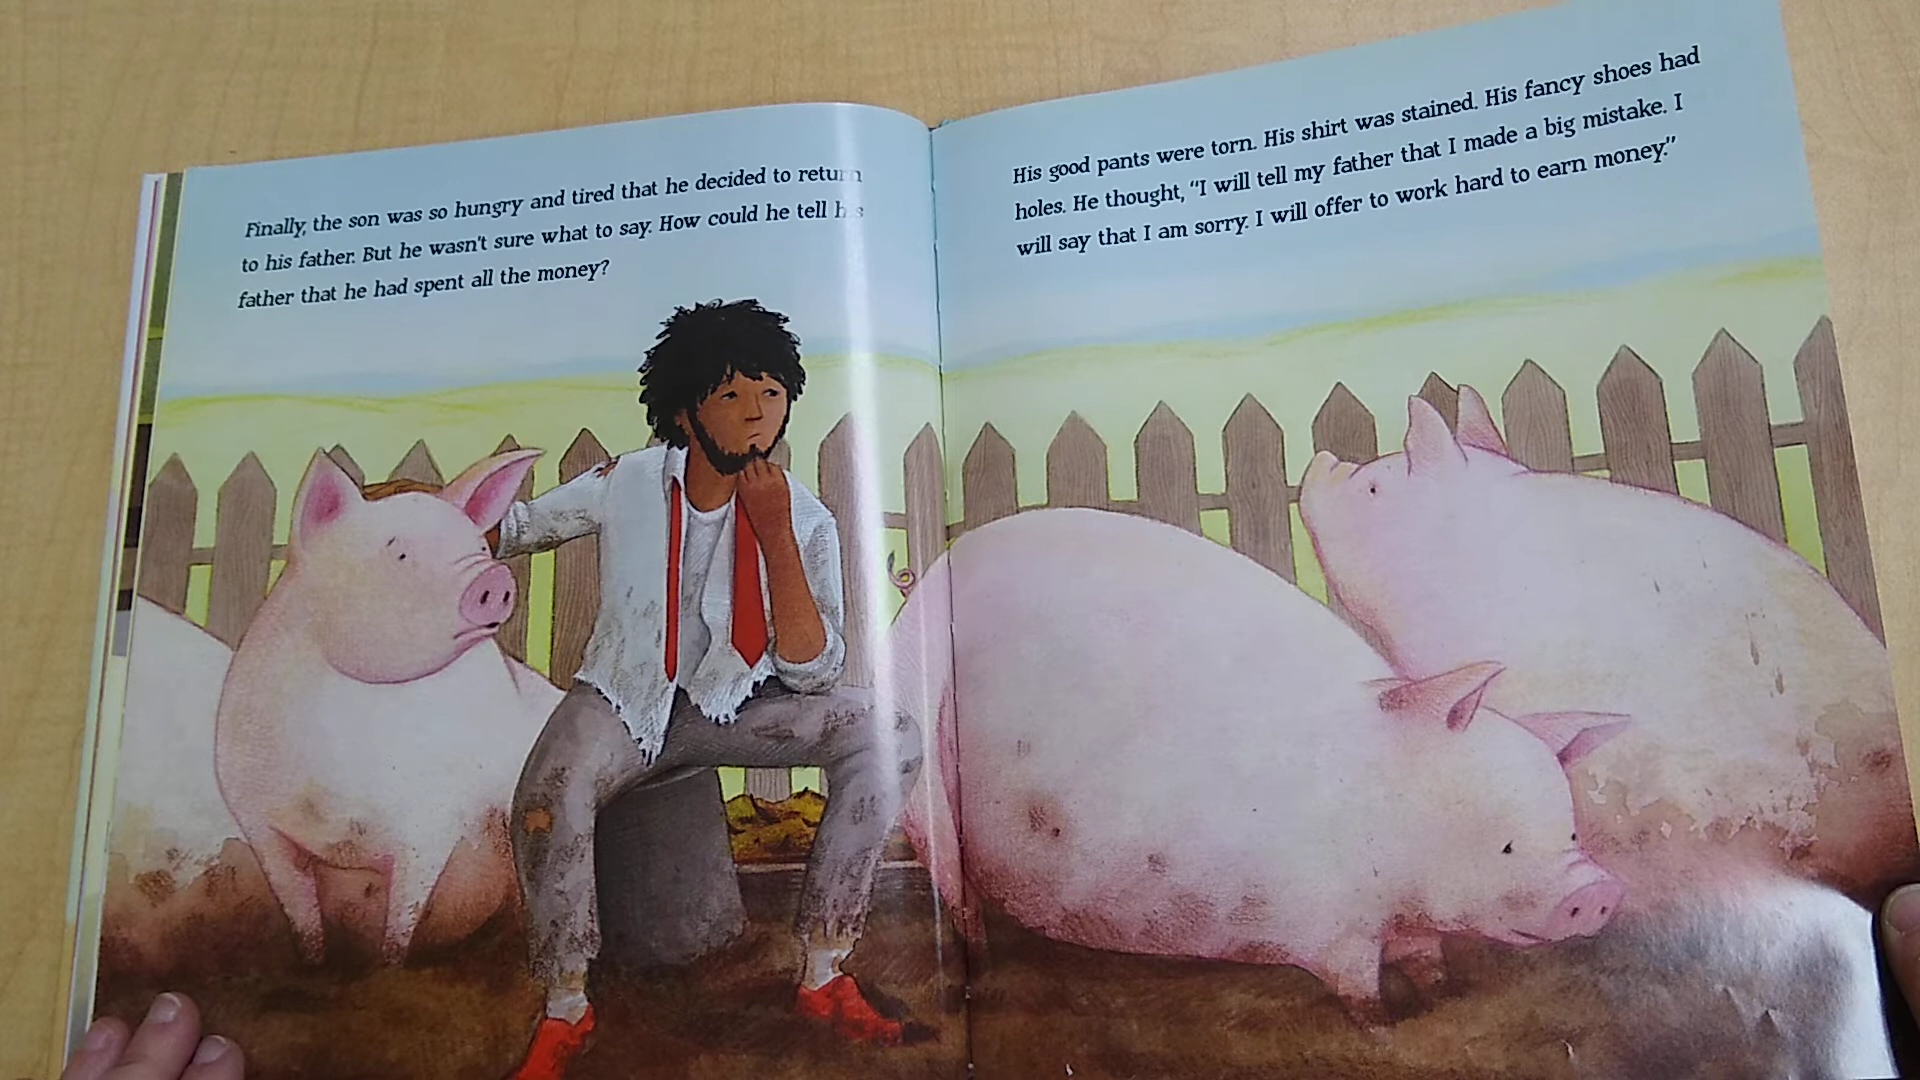 Finally, the son was so hungry and tired that he decided to return
to his father. But he wasn't sure what to say. How could he tell his
father that he had spent all the money?
His good pants were torn. His shirt was stained. His fancy shoes had
holes. He thought, "I will tell my father that I made a big mistake. I
will say that I am sorry. I will offer to work hard to earn money."